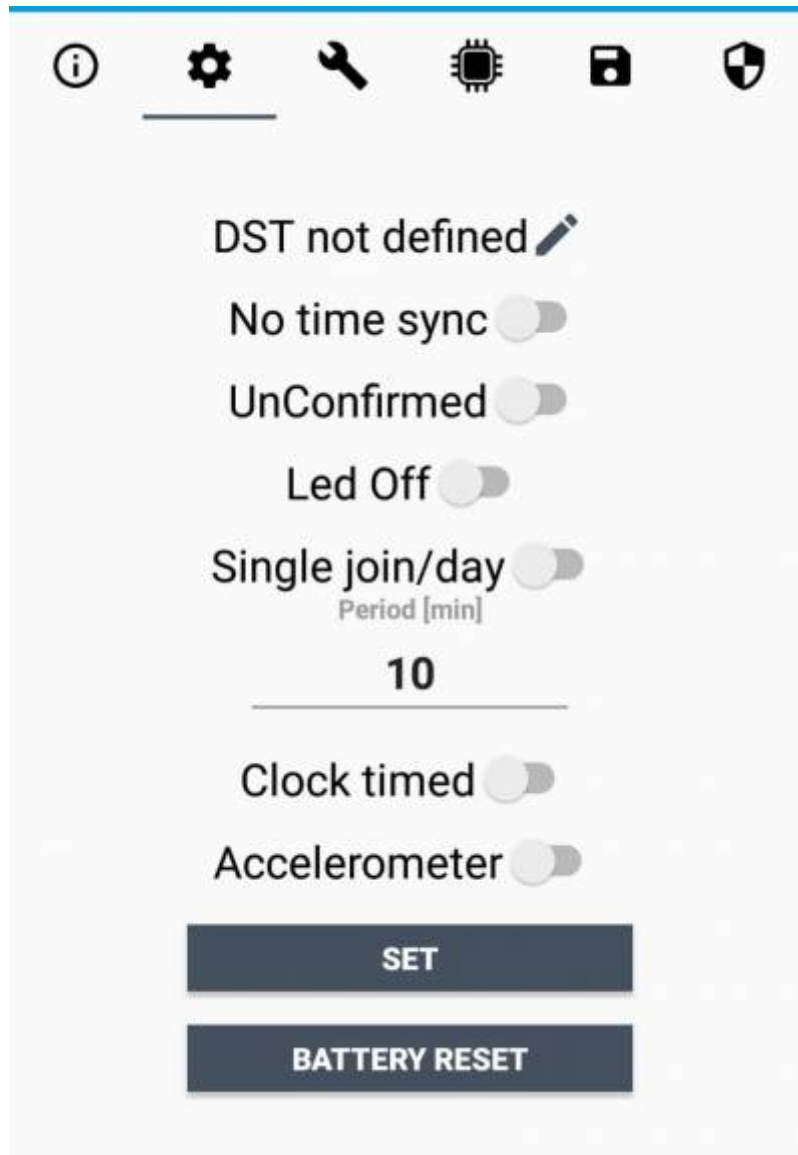 DST not defined
No time sync
UnConfirmed
Led Off
Single join/day
Period [min]
10
Clock timed
Accelerometer
SET
BATTERY RESET